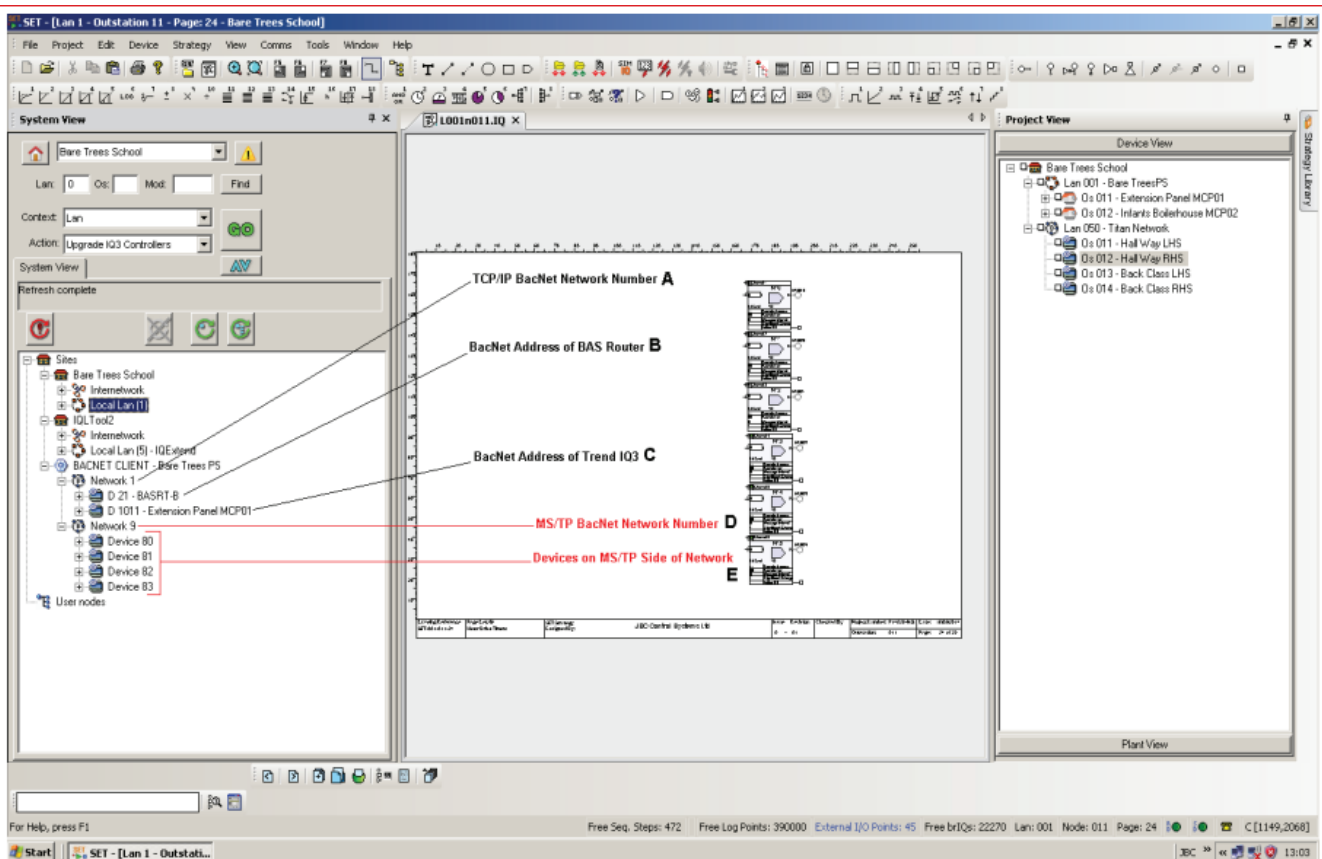 SET - [Lan 1 - Outstation 11 - Page: 24 - Bare Trees School]
File Project Edit Device Strategy View Comms Tools Window Help
System View
L001n011.IQ
Project View
Bare Trees School
Lan: 0 Os: Mod: Find
Context: Lan
GO
Action: Upgrade IQ3 Controllers
System View
AV
Refresh complete
Sites
Bare Trees School
Internetwork
Local Lan (1)
IQLTool2
Internetwork
Local Lan (5) - IQExtend
BACNET CLIENT - Bare Trees PS
Network 1
D 21 - BASRT-B
D 1011 - Extension Panel MCP01
Network 9
Device 80
Device 81
Device 82
Device 83
User nodes
TCP/IP BacNet Network Number A
BacNet Address of BAS Router B
BacNet Address of Trend IQ3 C
MS/TP BacNet Network Number D
Devices on MS/TP Side of Network
E
JBC Control Systems Ltd
Device View
Bare Trees School
Lan 001 - Bare TreesPS
Os 011 - Extension Panel MCP01
Os 012 - Infants Boilerhouse MCP02
Lan 050 - Titan Network
Os 011 - Hall Way LHS
Os 012 - Hall Way RHS
Os 013 - Back Class LHS
Os 014 - Back Class RHS
Plant View
Strategy Library
For Help, press F1
Free Seq. Steps: 472 Free Log Points: 390000 External I/O Points: 45 Free brIQs: 22270 Lan: 001 Node: 011 Page: 24 C[1149,2068]
Start SET - [Lan 1 - Outstati... JBC » « 13:03